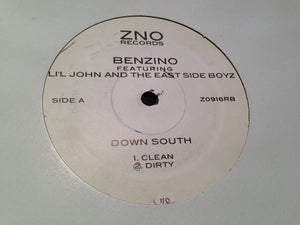 ZNO
RECORDS
BENZINO
FEATURING
LI'L JOHN AND THE EAST SIDE BOYZ
SIDE A
Z0916RB
DOWN SOUTH
1. CLEAN
2. DIRTY